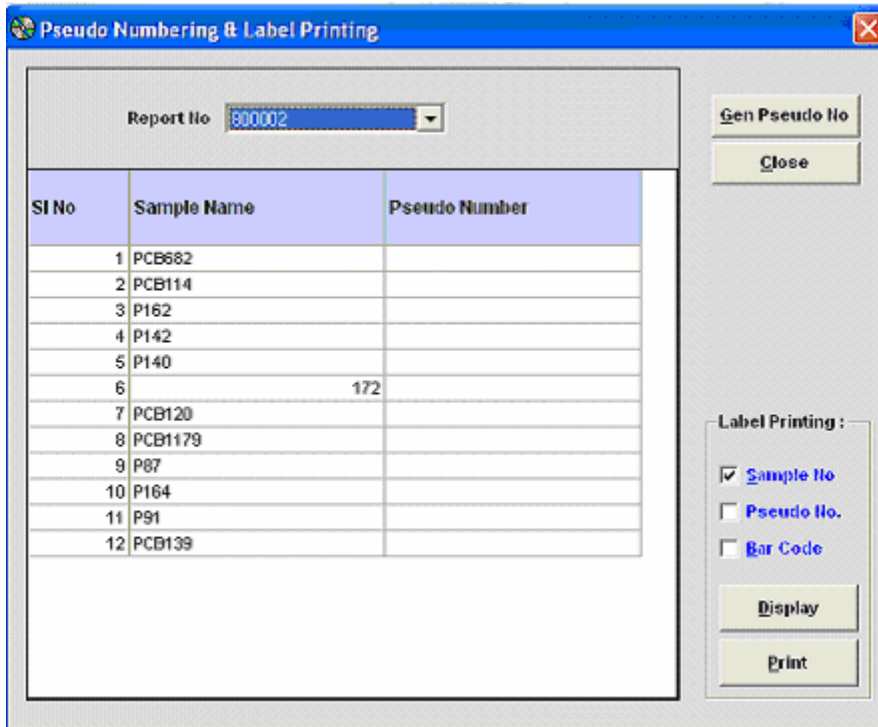 Pseudo Numbering & Label Printing
Report No 800002
Gen Pseudo No
Close
Sl No Sample Name Pseudo Number
1 PCB682
2 PCB114
3 P162
4 P142
5 P140
6 172
7 PCB120
8 PCB1179
9 P87
10 P164
11 P91
12 PCB139
Label Printing :
Sample No
Pseudo No.
Bar Code
Display
Print